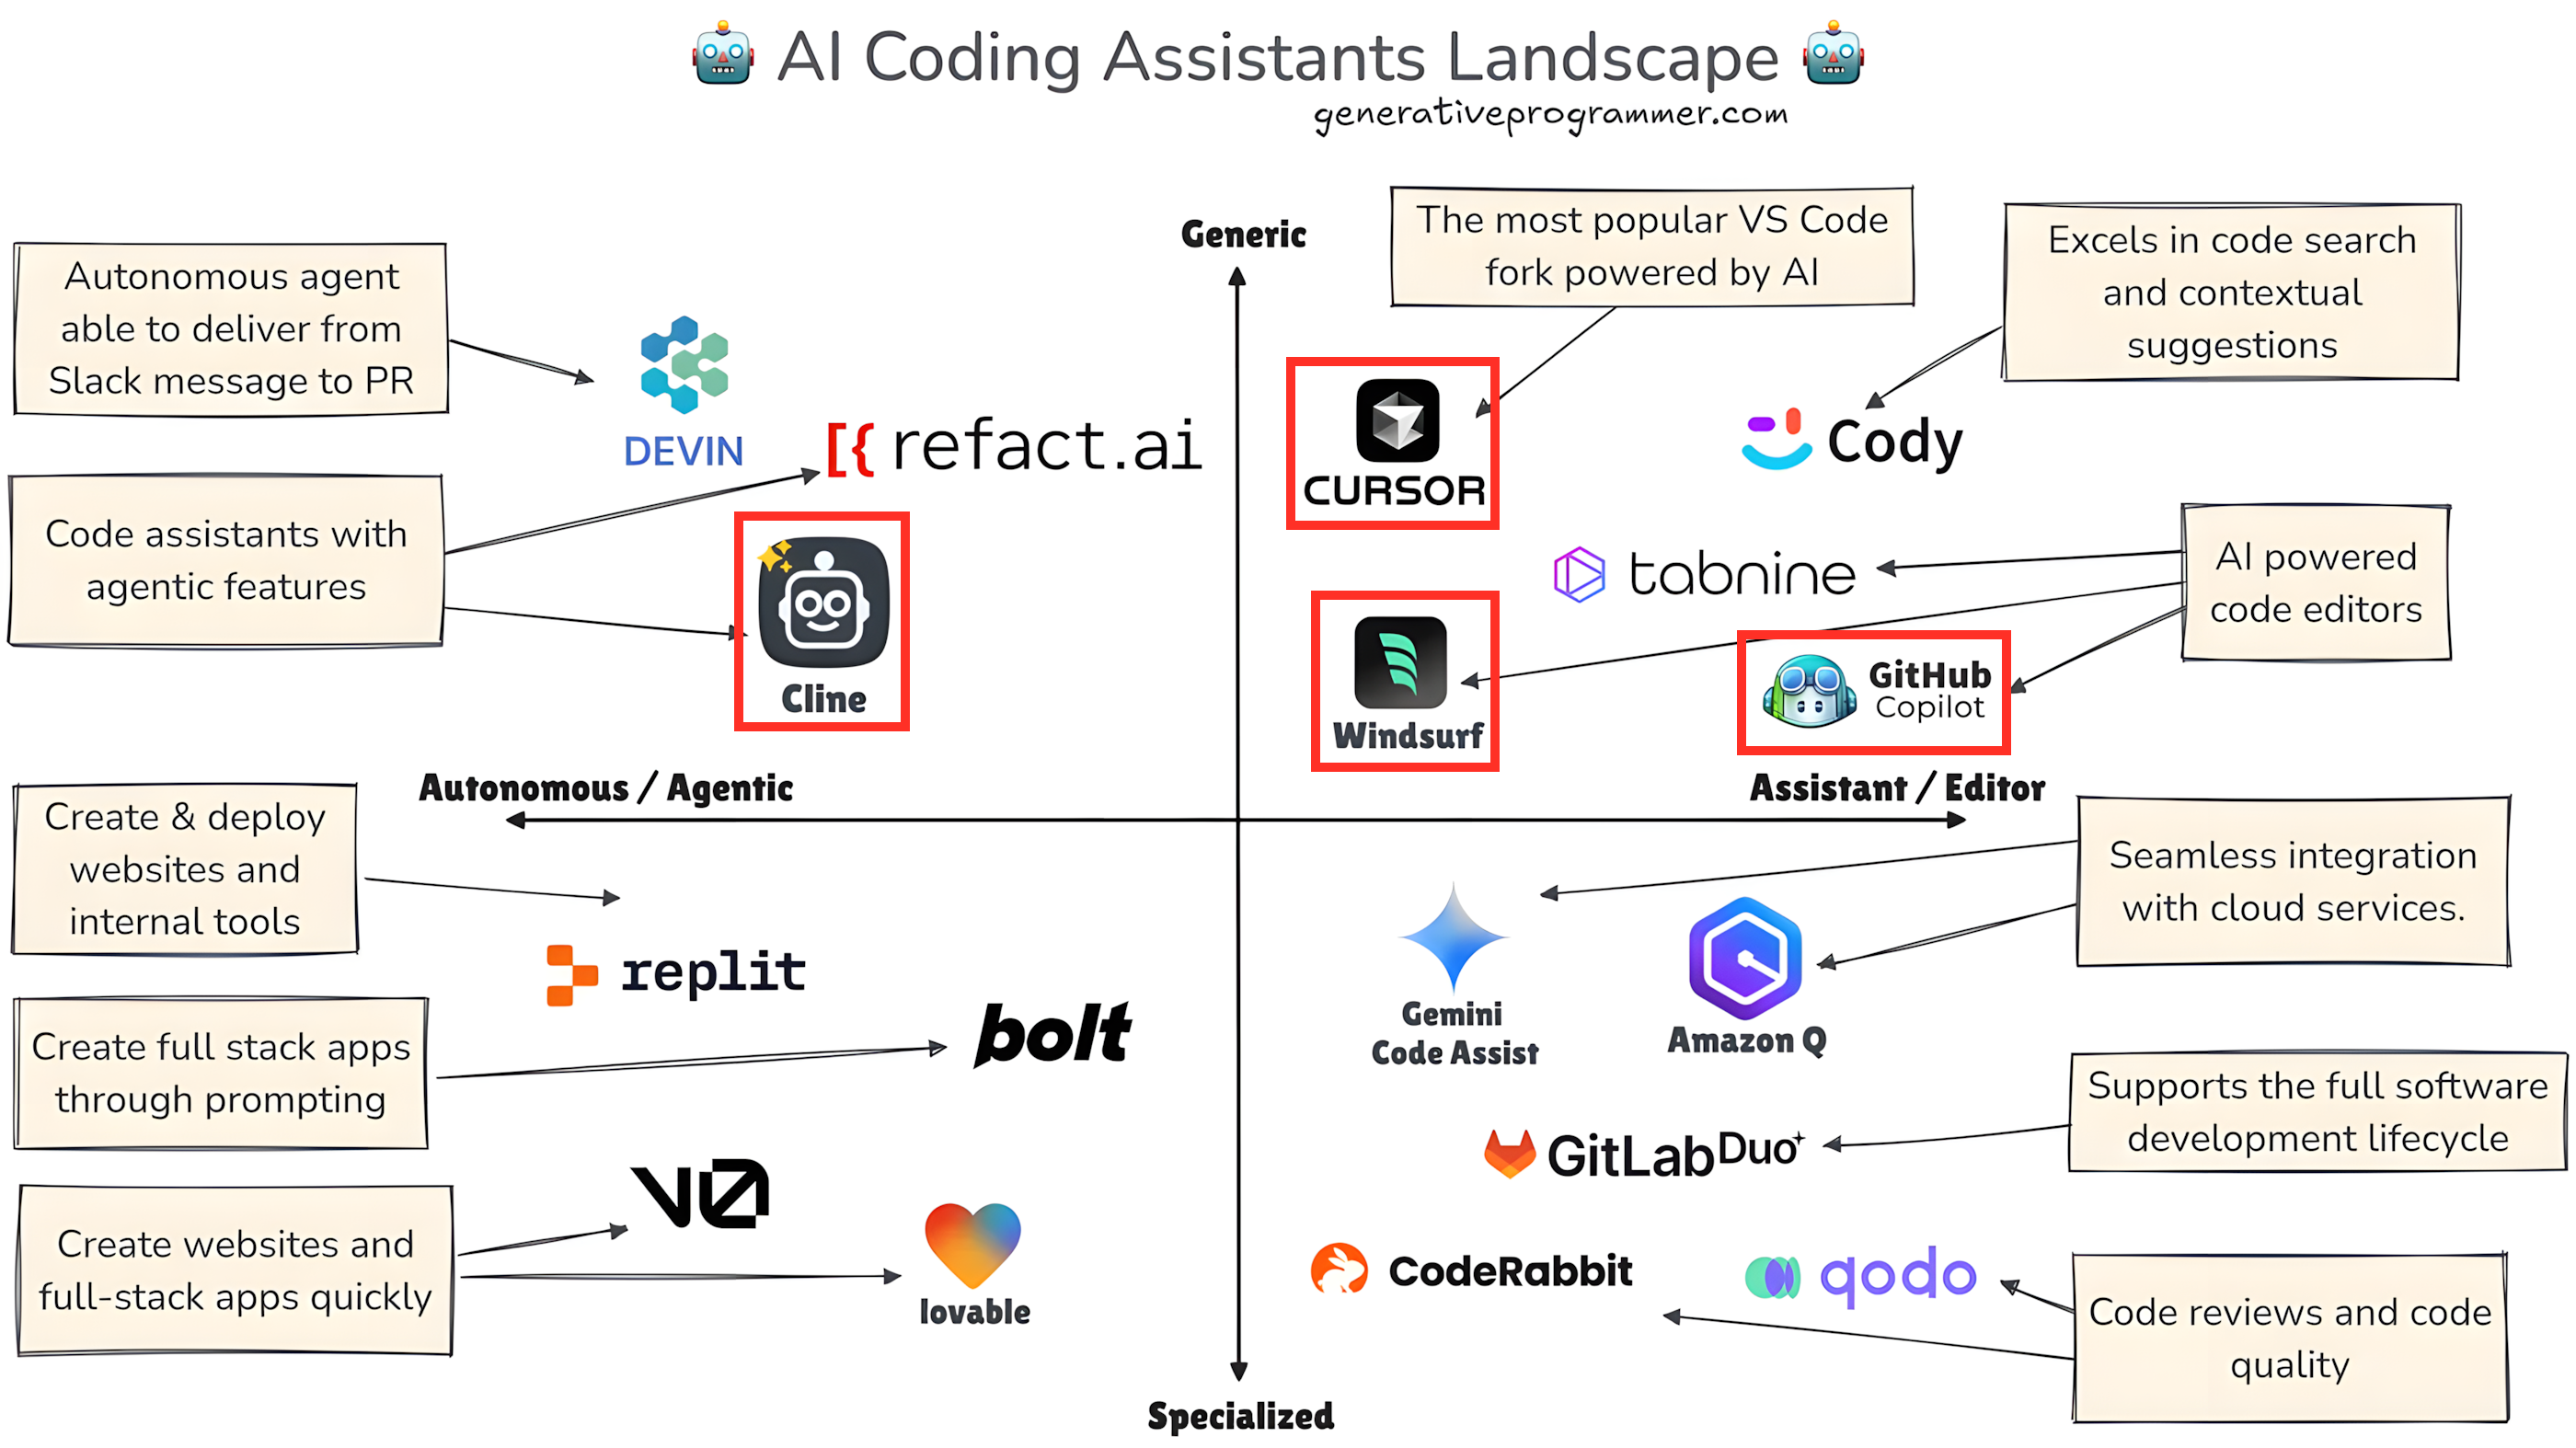 AI Coding Assistants Landscape
generativeprogrammer.com
Generic
The most popular VS Code
fork powered by AI
Excels in code search
and contextual
suggestions
Autonomous agent
able to deliver from
Slack message to PR
DEVIN
[{ refact.ai
CURSOR
Cody
Code assistants with
agentic features
Cline
tabnine
AI powered
code editors
Windsurf
GitHub
Copilot
Autonomous / Agentic
Assistant / Editor
Create & deploy
websites and
internal tools
replit
Seamless integration
with cloud services.
Gemini
Code Assist
Amazon Q
Create full stack apps
through prompting
bolt
Supports the full software
development lifecycle
GitLab Duo
Create websites and
full-stack apps quickly
v0
lovable
CodeRabbit
qodo
Code reviews and code
quality
Specialized